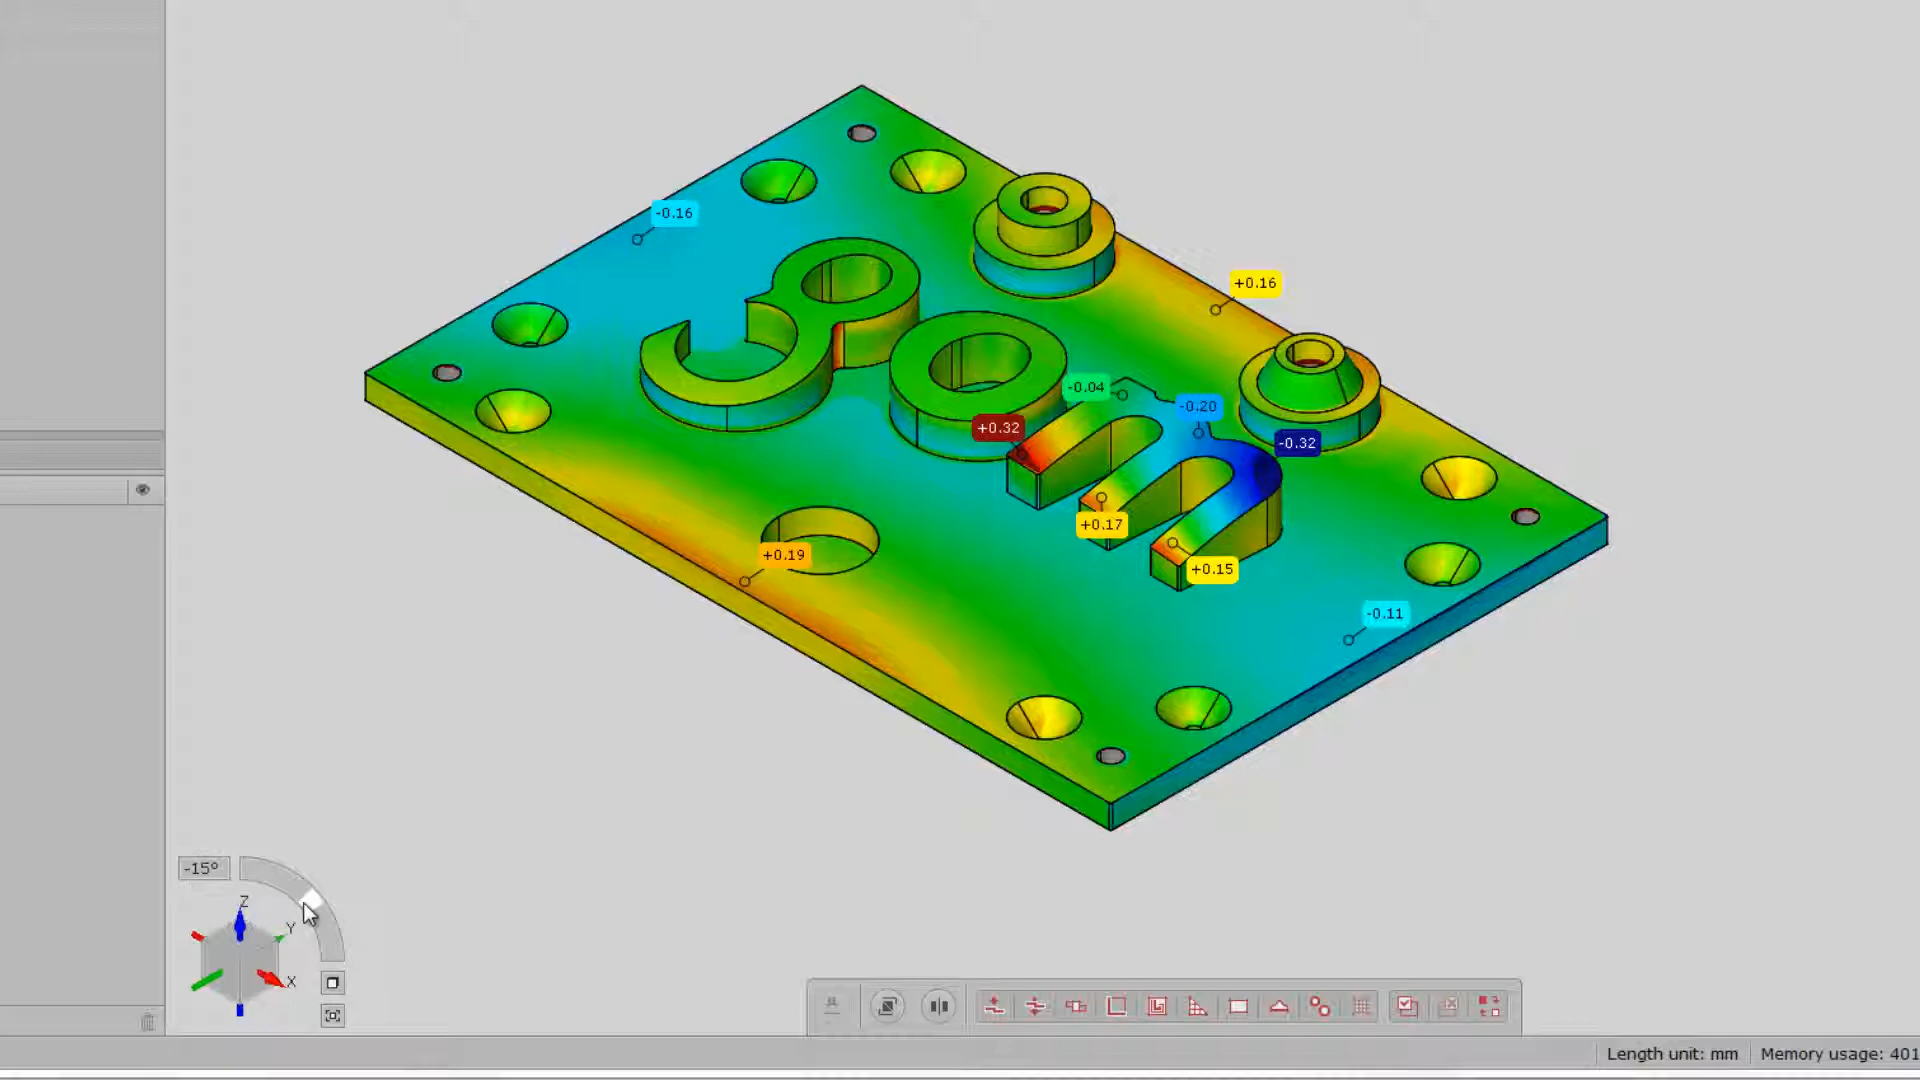 -0.16
+0.16
-0.04
-0.20
+0.32
-0.32
+0.17
+0.19
+0.15
-0.11
-15°
Z
Y
X
Length unit: mm
Memory usage: 401